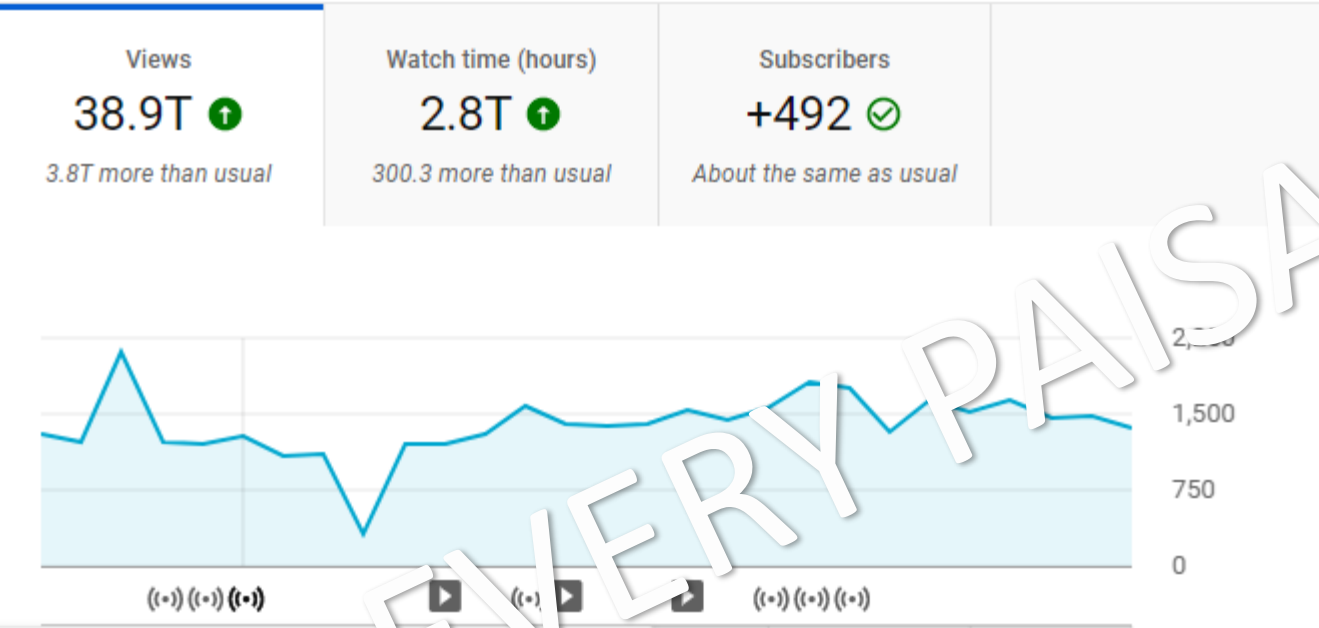 Views
38.9T
3.8T more than usual
Watch time (hours)
2.8T
300.3 more than usual
Subscribers
+492
About the same as usual
1,500
750
0
EVERY PAISA